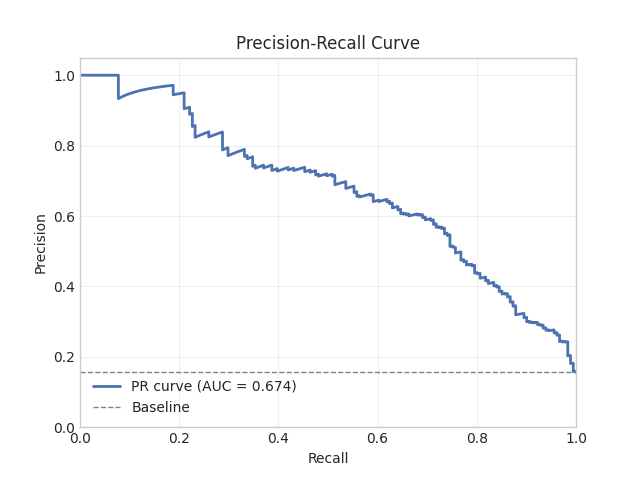 Precision-Recall Curve
1.0
0.8
0.6
0.4
0.2
0.0
Precision
PR curve (AUC = 0.674)
Baseline
0.0 0.2 0.4 0.6 0.8 1.0
Recall